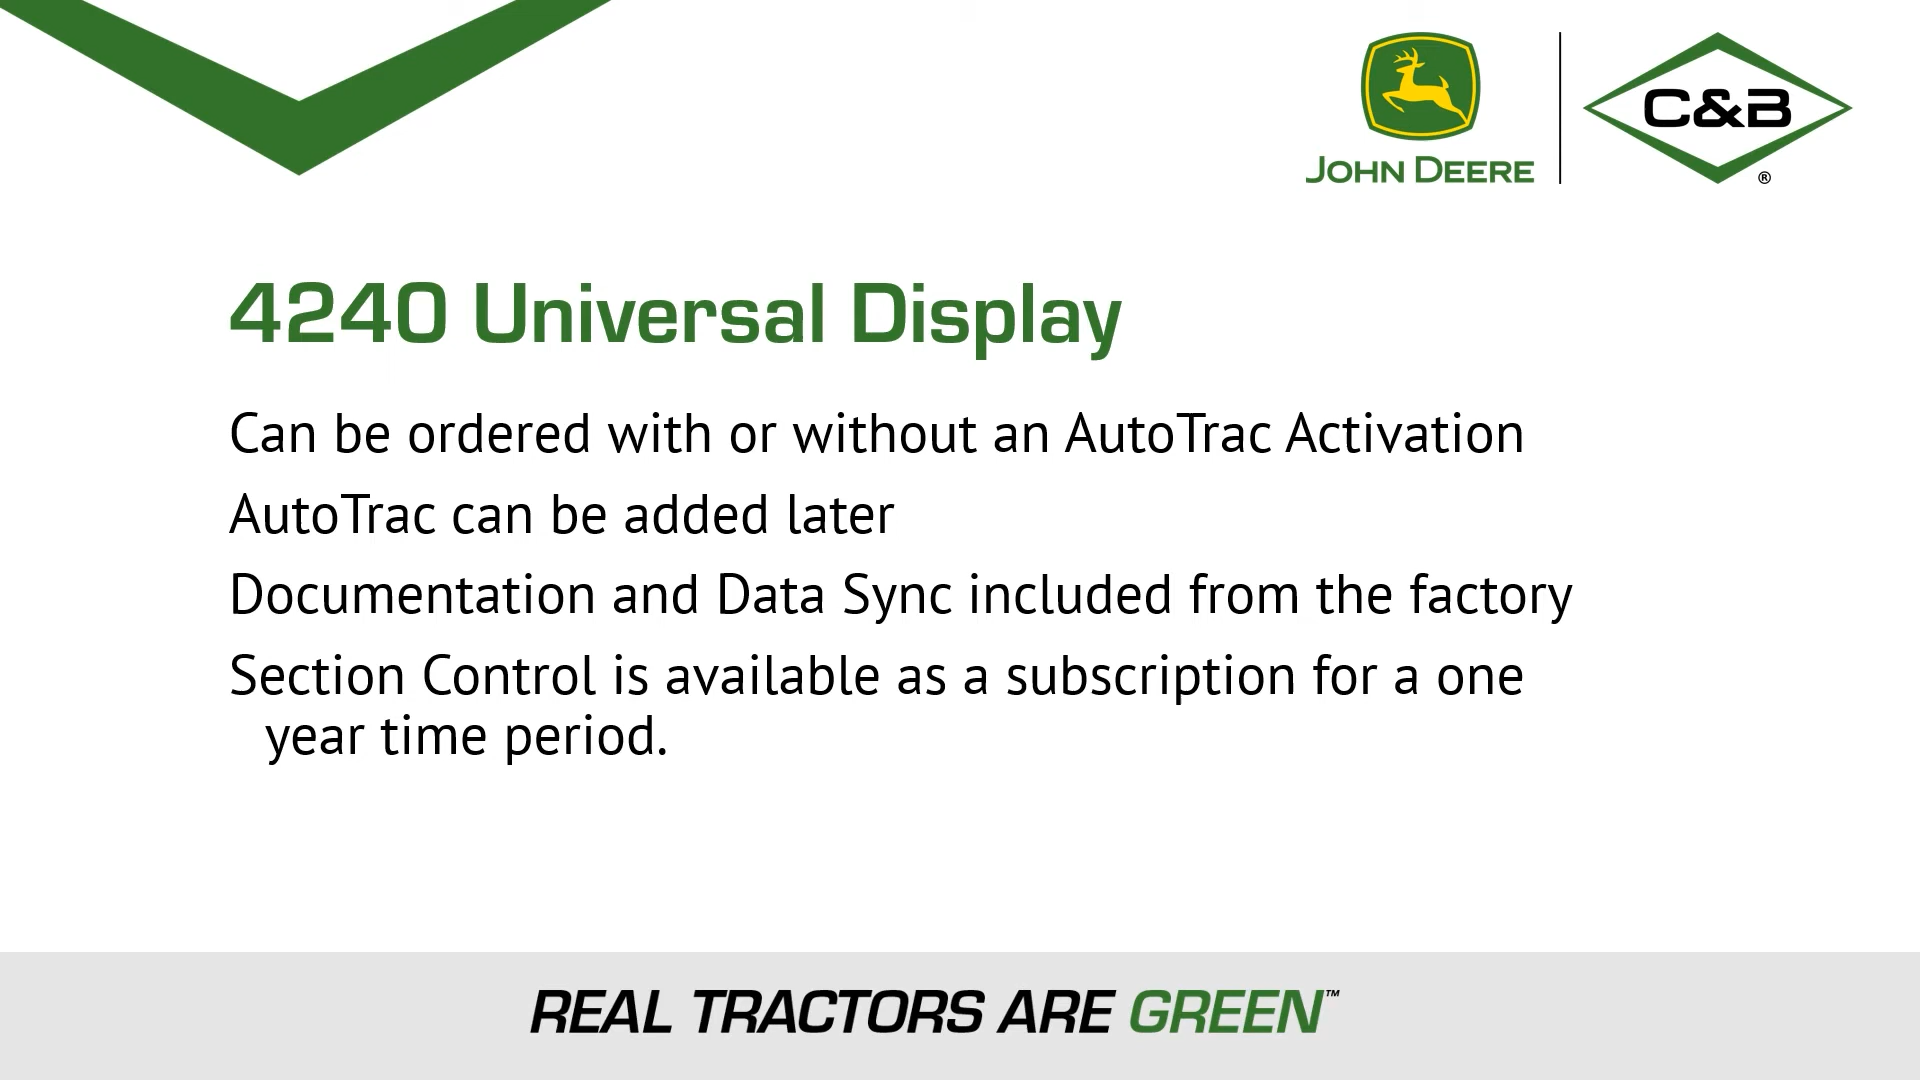 JOHN DEERE
C&B
®
4240 Universal Display
Can be ordered with or without an AutoTrac Activation
AutoTrac can be added later
Documentation and Data Sync included from the factory
Section Control is available as a subscription for a one
year time period.
REAL TRACTORS ARE GREEN™